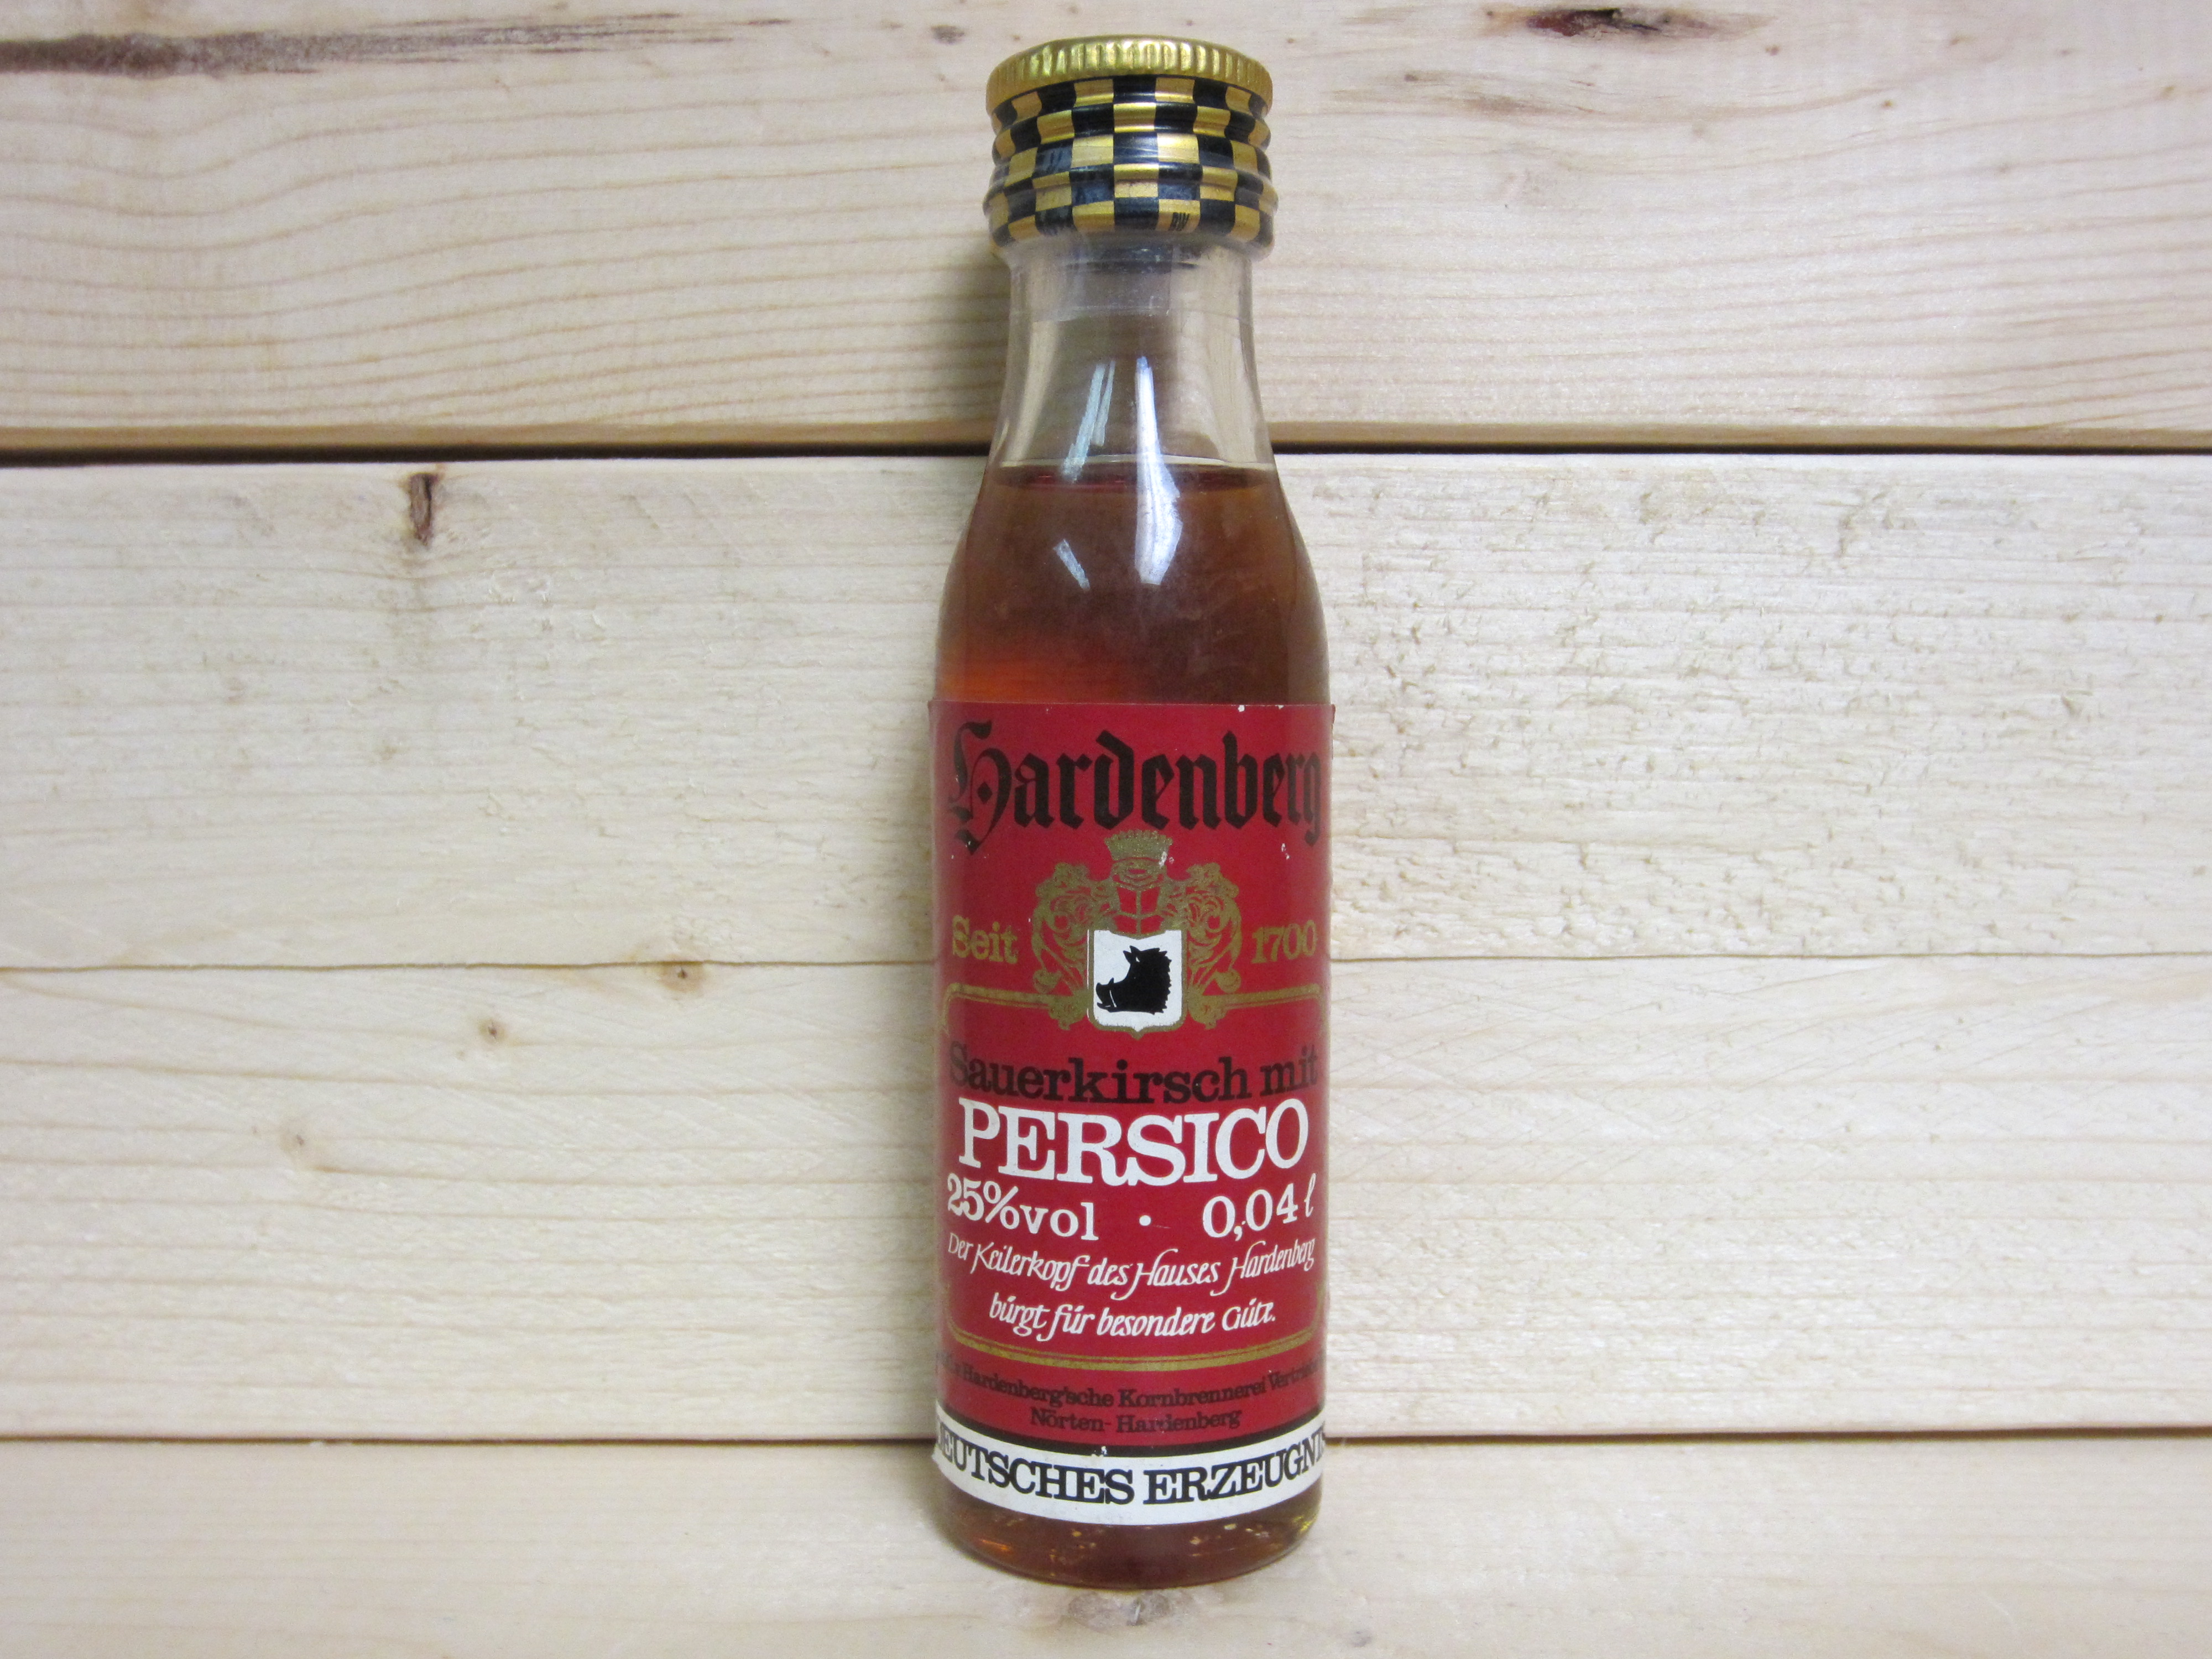 Hardenberg
Seit 1700
Sauerkirsch mit
PERSICO
25%vol · 0,04 ℓ
Der Keilerkopf des Hauses Hardenberg
bürgt für besondere Güte.
Hardenberg'sche Kornbrennerei
Nörten-Hardenberg
DEUTSCHES ERZEUGNIS